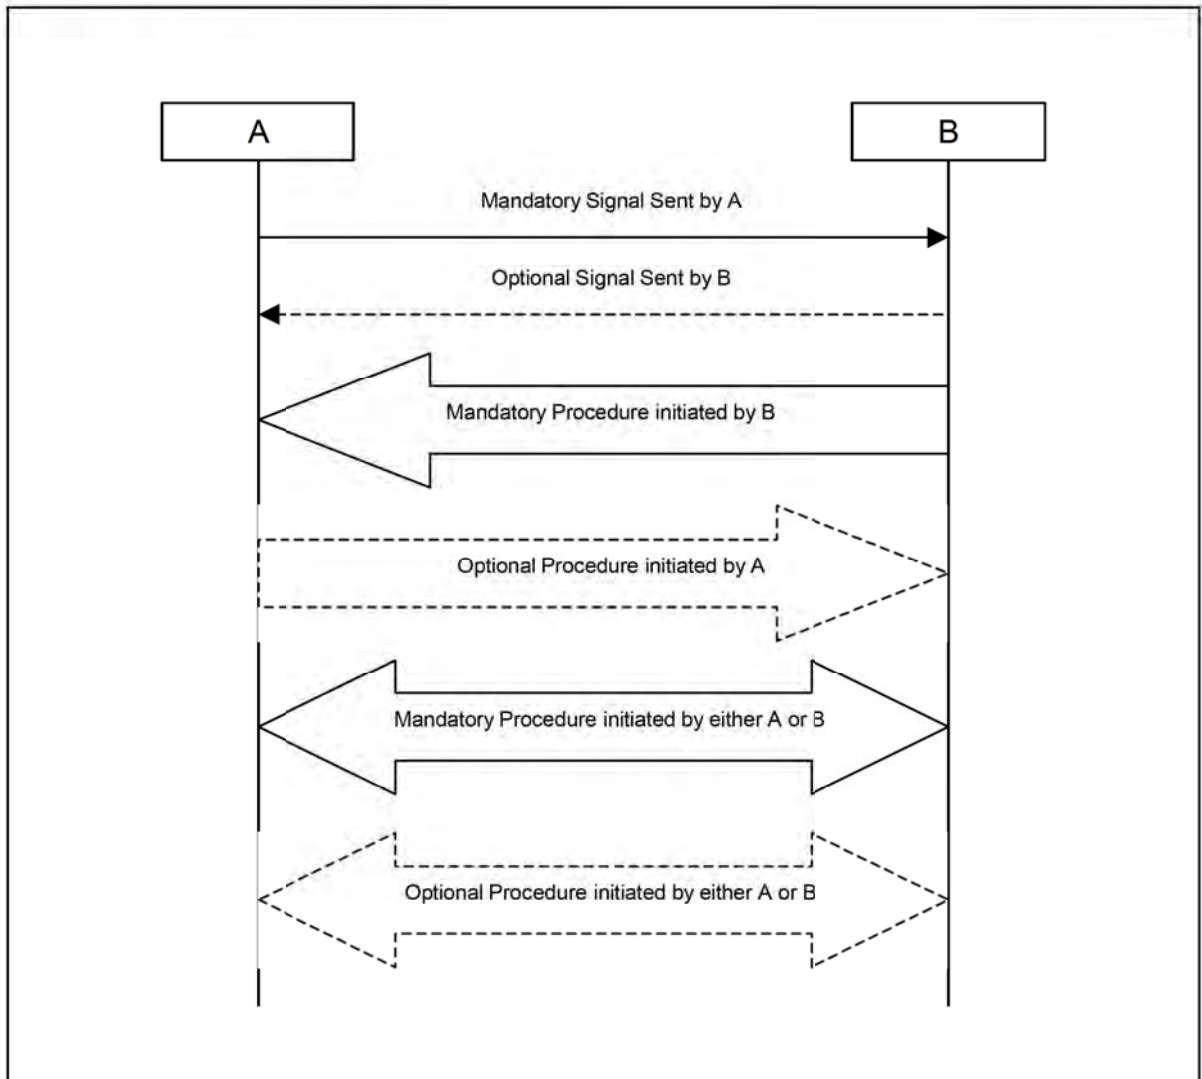 A
B
Mandatory Signal Sent by A
Optional Signal Sent by B
Mandatory Procedure initiated by B
Optional Procedure initiated by A
Mandatory Procedure initiated by either A or B
Optional Procedure initiated by either A or B